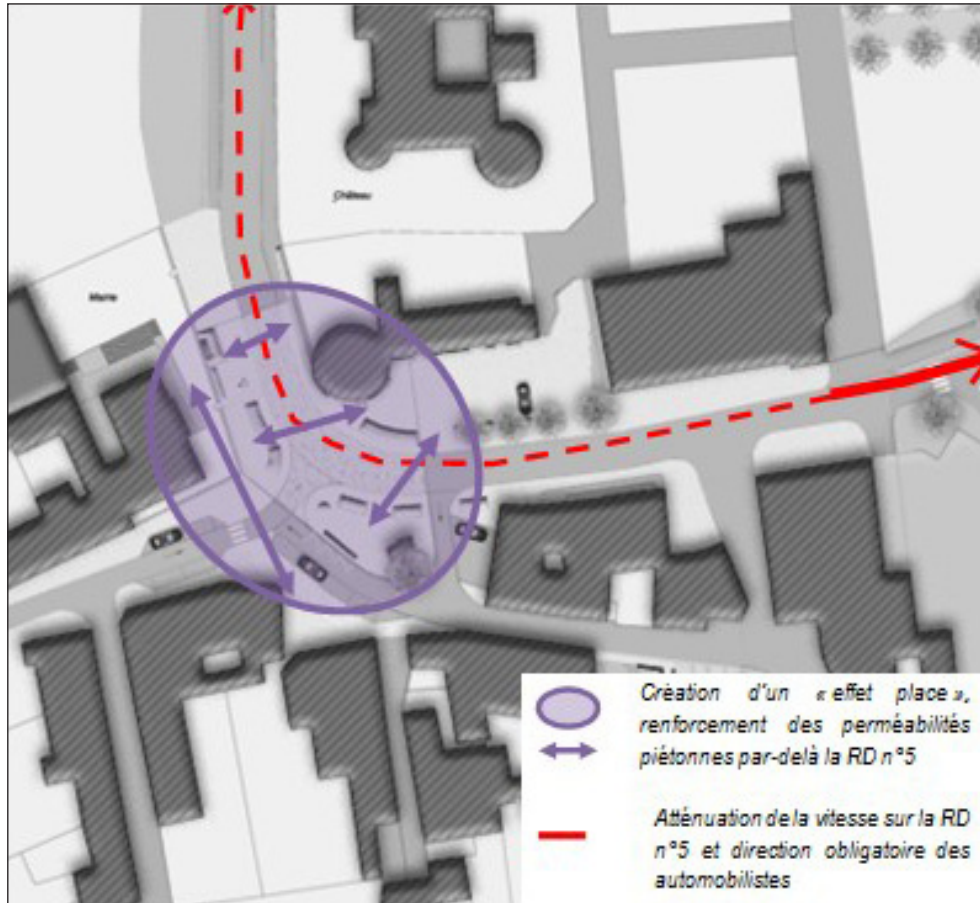 Château
Mairie
Création d'un « effet place »,
renforcement des perméabilités
piétonnes par-delà la RD n°5
Atténuation de la vitesse sur la RD
n°5 et direction obligatoire des
automobilistes